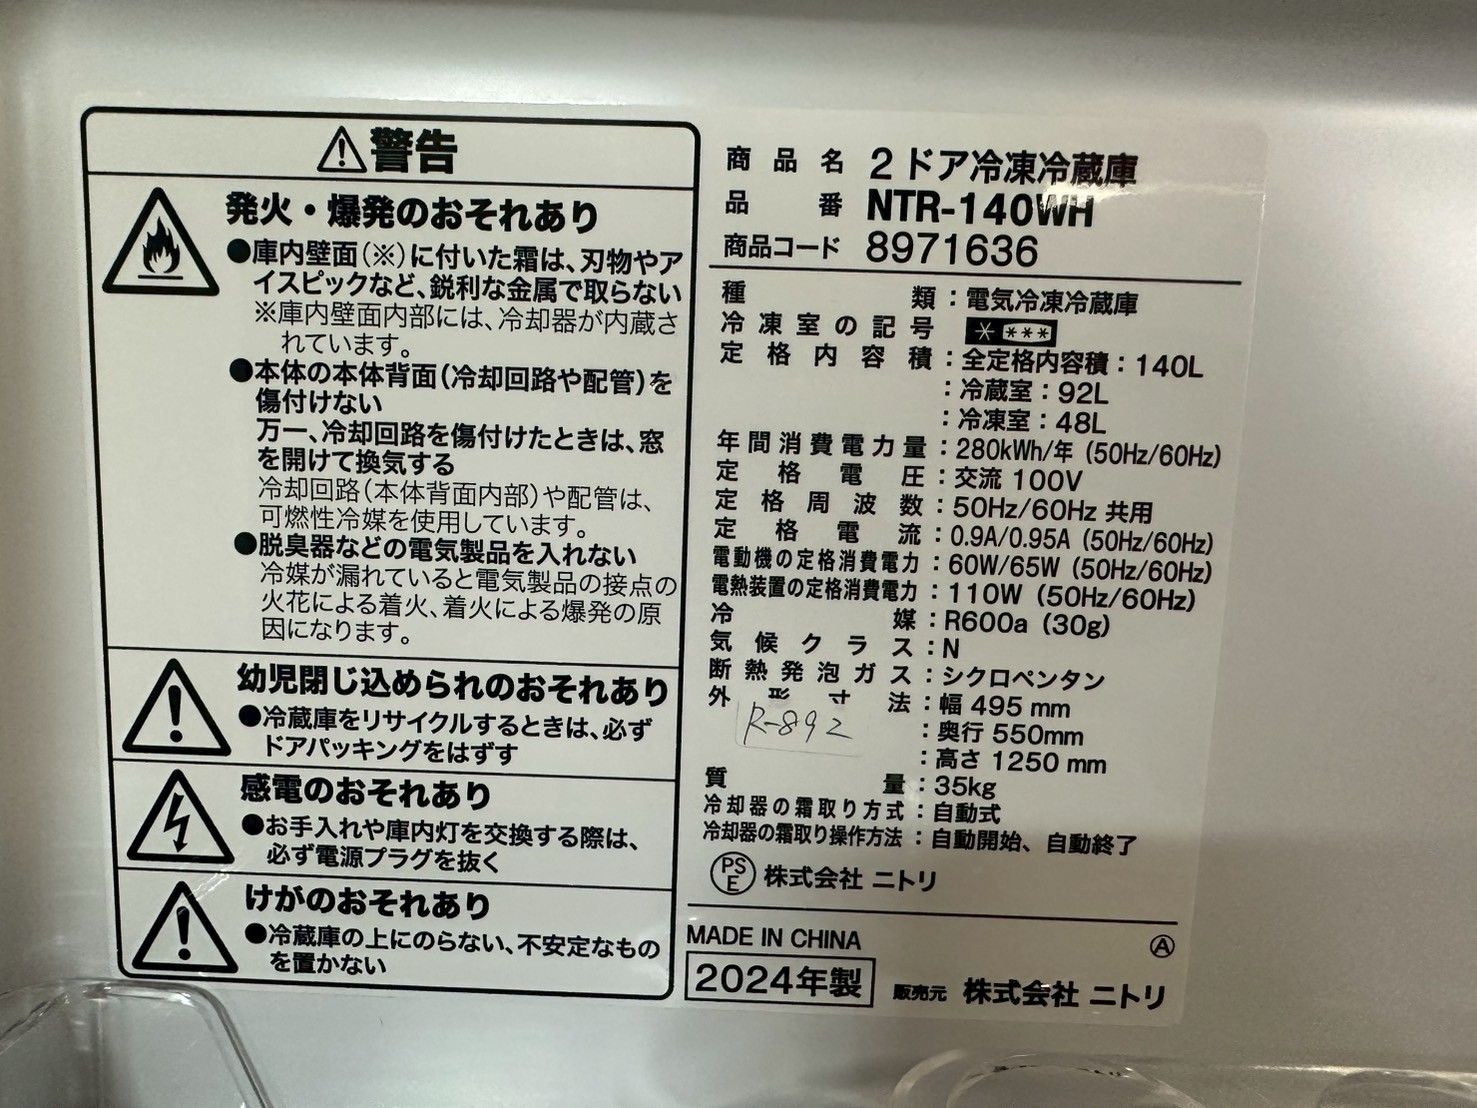 ⚠警告
発火・爆発のおそれあり
●庫内壁面(※)に付いた霜は、刃物やア
イスピックなど、鋭利な金属で取らない
※庫内壁面内部には、冷却器が内蔵さ
れています。
●本体の本体背面(冷却回路や配管)を
傷付けない
万一、冷却回路を傷付けたときは、窓
を開けて換気する
冷却回路(本体背面内部)や配管は、
可燃性冷媒を使用しています。
●脱臭器などの電気製品を入れない
冷媒が漏れていると電気製品の接点の
火花による着火、着火による爆発の原
因になります。
幼児閉じ込められのおそれあり
●冷蔵庫をリサイクルするときは、必ず
ドアパッキングをはずす
感電のおそれあり
●お手入れや庫内灯を交換する際は、
必ず電源プラグを抜く
けがのおそれあり
●冷蔵庫の上にのらない、不安定なもの
を置かない
商品名 2ドア冷凍冷蔵庫
品番 NTR-140WH
商品コード 8971636
種類：電気冷凍冷蔵庫
冷凍室の記号 * ***
定格内容積：全定格内容積：140L
：冷蔵室：92L
：冷凍室：48L
年間消費電力量：280kWh/年 (50Hz/60Hz)
定格電圧：交流 100V
定格周波数：50Hz/60Hz 共用
定格電流：0.9A/0.95A (50Hz/60Hz)
電動機の定格消費電力：60W/65W (50Hz/60Hz)
電熱装置の定格消費電力：110W (50Hz/60Hz)
冷媒：R600a (30g)
気候クラス：N
断熱発泡ガス：シクロペンタン
外形寸法：幅 495 mm
R-892
：奥行 550mm
：高さ 1250 mm
質量：35kg
冷却器の霜取り方式：自動式
冷却器の霜取り操作方法：自動開始、自動終了
PSE 株式会社 ニトリ
MADE IN CHINA Ⓐ
2024年製 販売元 株式会社 ニトリ